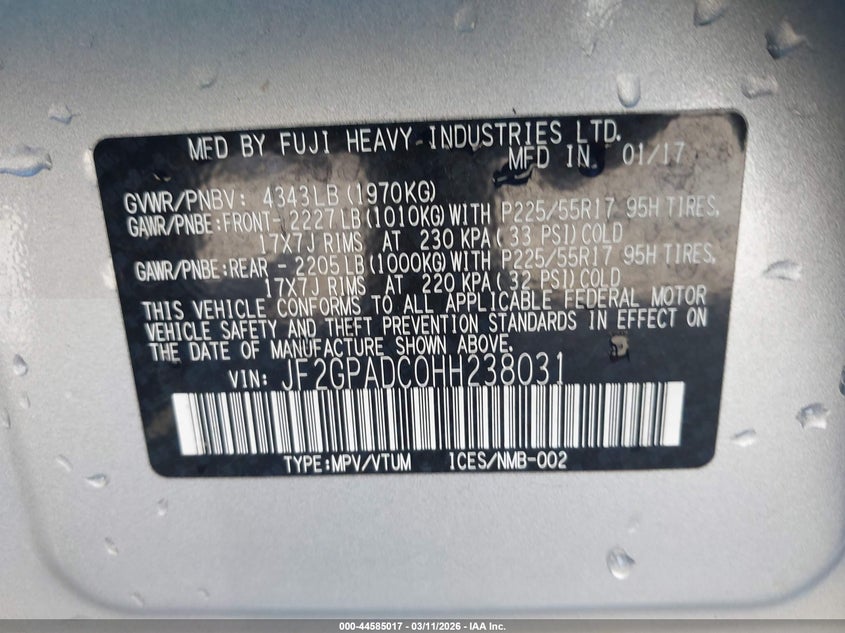 MFD BY FUJI HEAVY INDUSTRIES LTD.
MFD IN 01/17
GVWR/PNBV: 4343LB (1970KG)
GAWR/PNBE:FRONT-2227LB(1010KG)WITH P225/55R17 95H TIRES,
17X7J RIMS AT 230 KPA(33 PSI)COLD
GAWR/PNBE:REAR -2205LB(1000KG)WITH P225/55R17 95H TIRES,
17X7J RIMS AT 220 KPA(32 PSI)COLD
THIS VEHICLE CONFORMS TO ALL APPLICABLE FEDERAL MOTOR
VEHICLE SAFETY AND THEFT PREVENTION STANDARDS IN EFFECT ON
THE DATE OF MANUFACTURE SHOWN ABOVE.
VIN: JF2GPADC0HH238031
TYPE:MPV/VTUM ICES/NMB-002
000-44585017 — 03/11/2026 — IAA Inc.